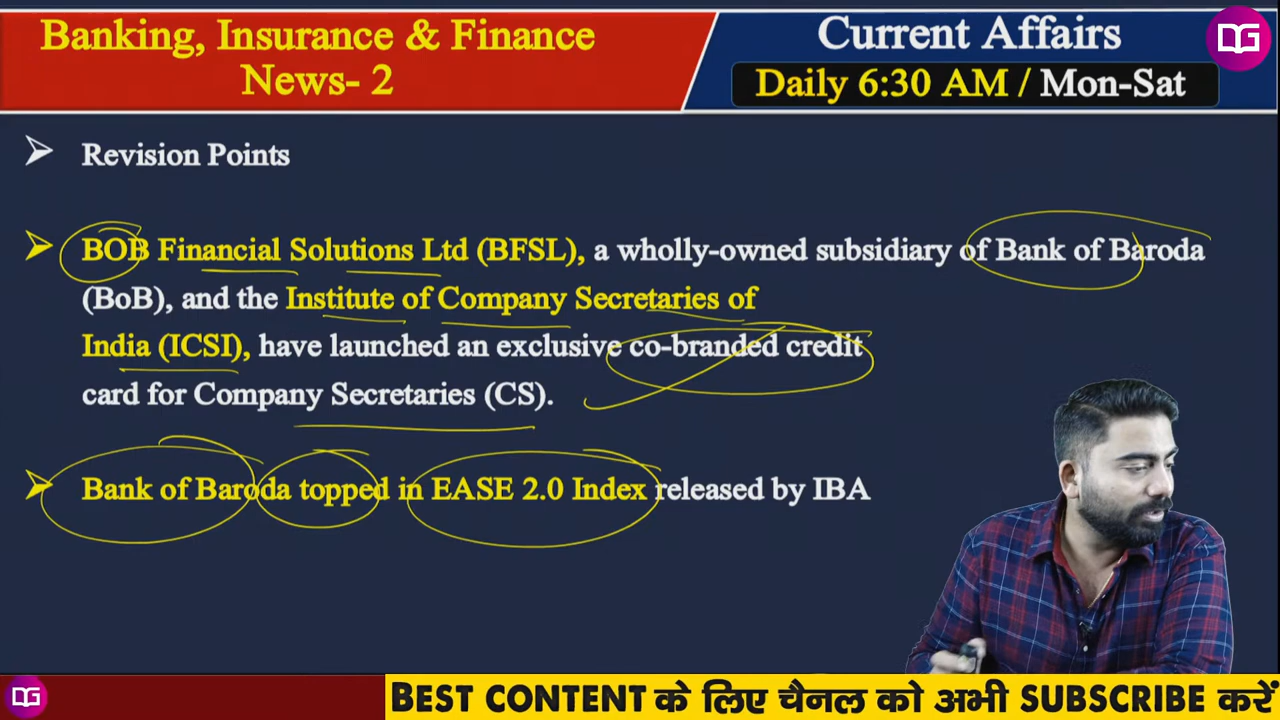 Banking, Insurance & Finance
News- 2
Current Affairs
Daily 6:30 AM / Mon-Sat
DG
Revision Points
BOB Financial Solutions Ltd (BFSL), a wholly-owned subsidiary of Bank of Baroda
(BoB), and the Institute of Company Secretaries of
India (ICSI), have launched an exclusive co-branded credit
card for Company Secretaries (CS).
Bank of Baroda topped in EASE 2.0 Index released by IBA
DG
BEST CONTENT के लिए चैनल को अभी SUBSCRIBE करें